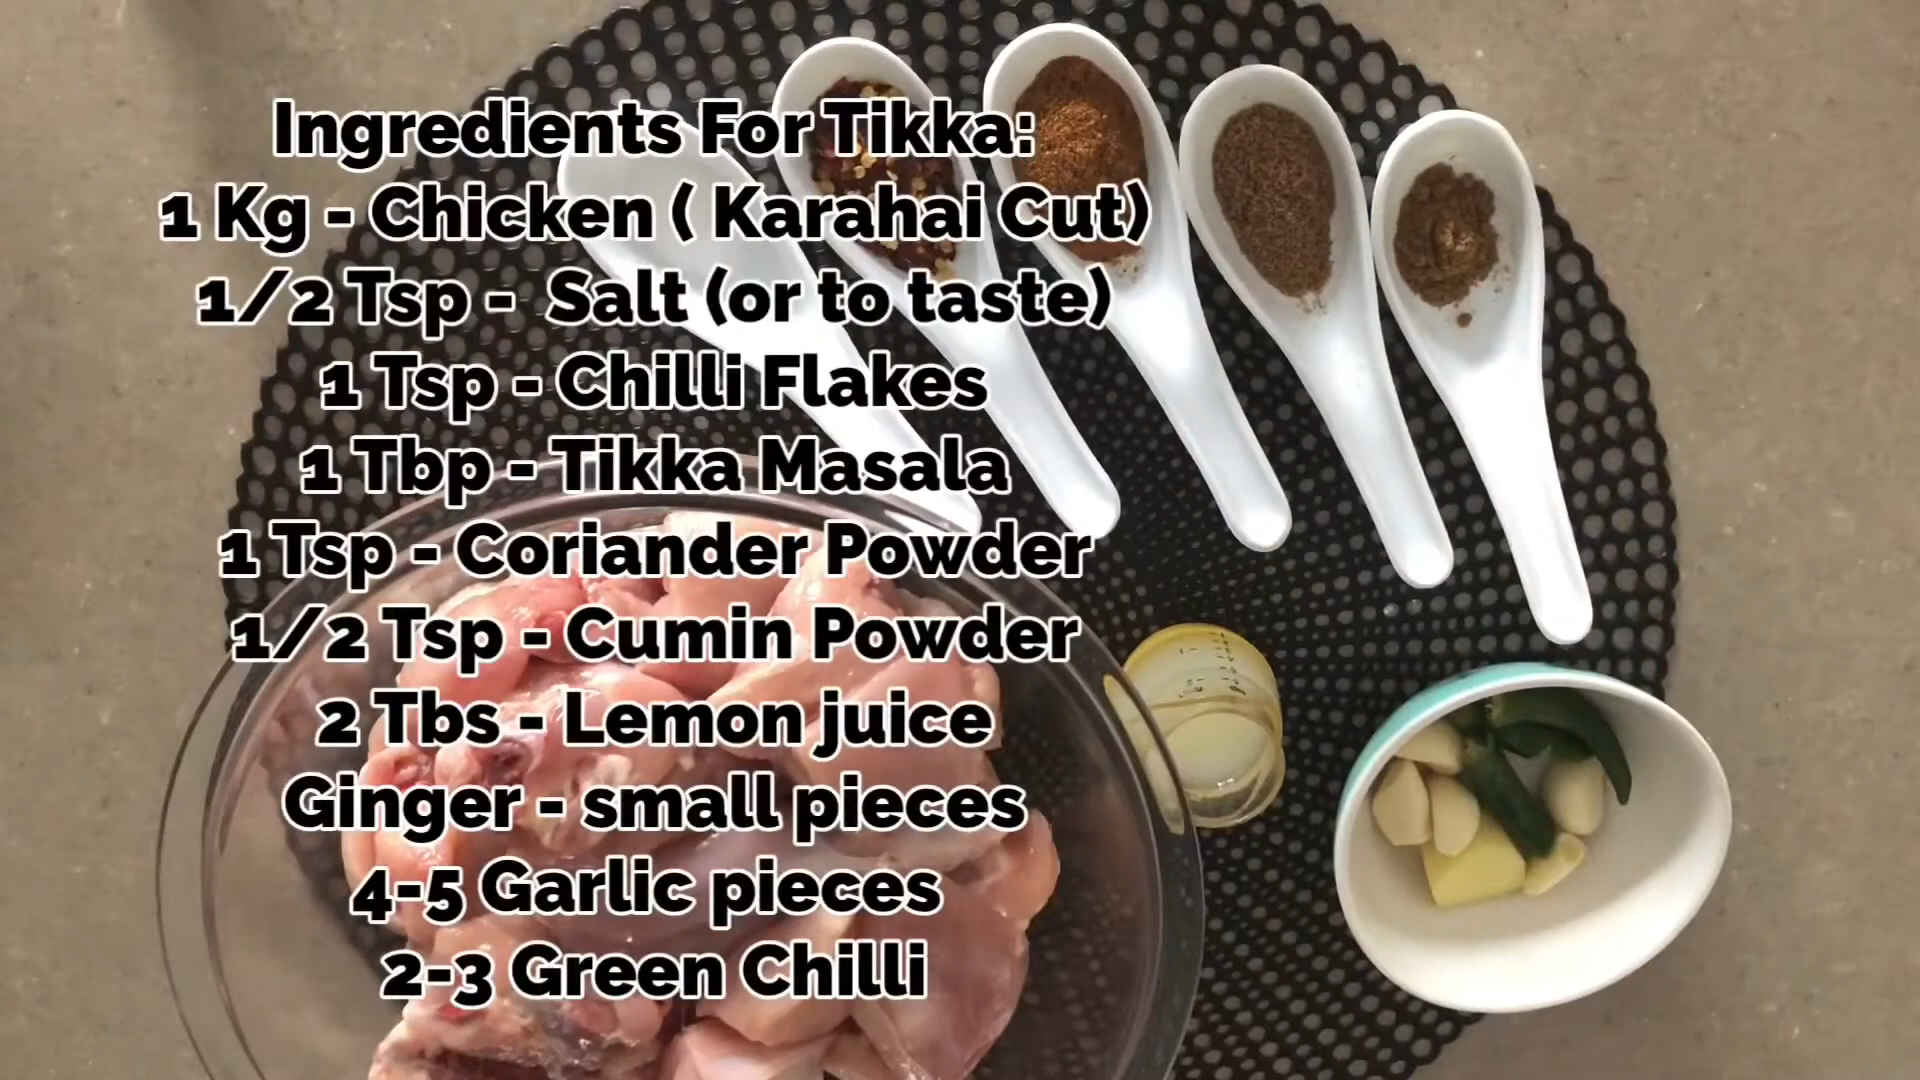 Ingredients For Tikka:
1 Kg - Chicken ( Karahai Cut)
1/2 Tsp - Salt (or to taste)
1 Tsp - Chilli Flakes
1 Tbp - Tikka Masala
1 Tsp - Coriander Powder
1/2 Tsp - Cumin Powder
2 Tbs - Lemon juice
Ginger - small pieces
4-5 Garlic pieces
2-3 Green Chilli